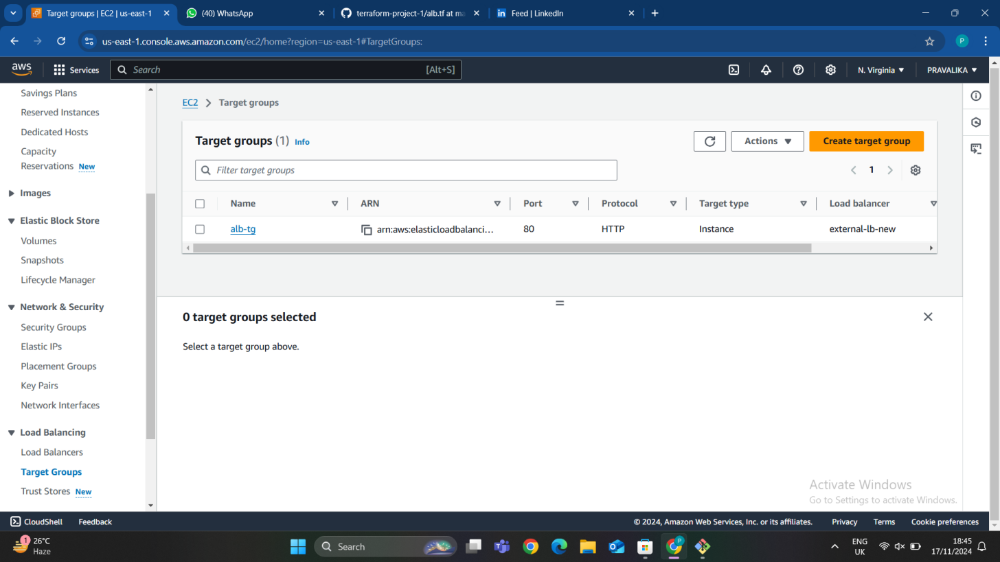 Target groups | EC2 | us-east-1
(40) WhatsApp
terraform-project-1/alb.tf at ma
Feed | LinkedIn
us-east-1.console.aws.amazon.com/ec2/home?region=us-east-1#TargetGroups:
P
aws
Services
Search
[Alt+S]
N. Virginia
PRAVALIKA
Savings Plans
Reserved Instances
Dedicated Hosts
Capacity
Reservations New
Images
Elastic Block Store
Volumes
Snapshots
Lifecycle Manager
Network & Security
Security Groups
Elastic IPs
Placement Groups
Key Pairs
Network Interfaces
Load Balancing
Load Balancers
Target Groups
Trust Stores New
EC2 Target groups
Target groups (1) Info
Actions
Create target group
Filter target groups
1
Name ARN Port Protocol Target type Load balancer
alb-tg arn:aws:elasticloadbalanci... 80 HTTP Instance external-lb-new
0 target groups selected
Select a target group above.
Activate Windows
Go to Settings to activate Windows.
CloudShell Feedback © 2024, Amazon Web Services, Inc. or its affiliates. Privacy Terms Cookie preferences
1
26°C
Haze
Search
P
ENG
UK
18:45
17/11/2024